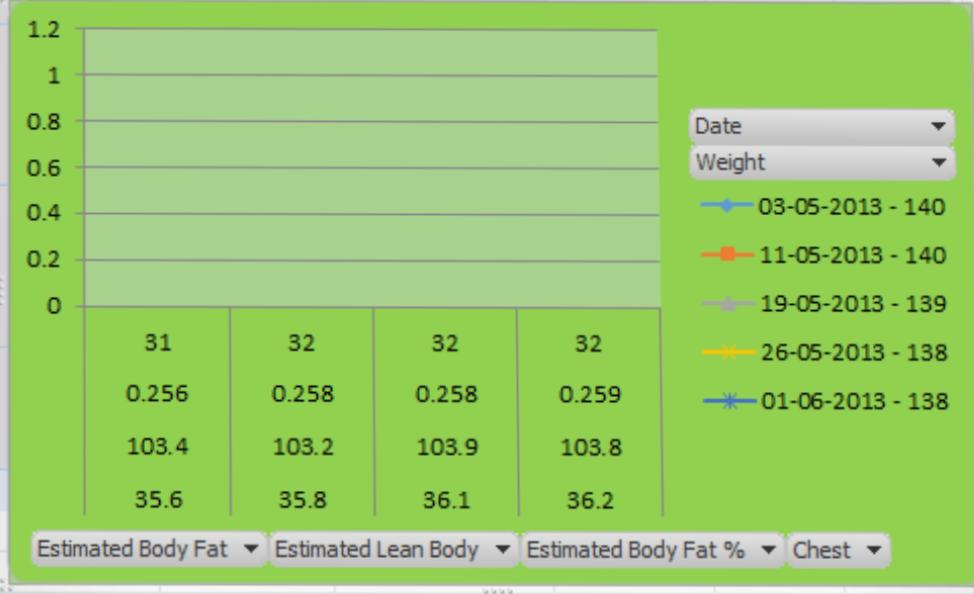 1.2
1
0.8
0.6
0.4
0.2
0
31 32 32 32
0.256 0.258 0.258 0.259
103.4 103.2 103.9 103.8
35.6 35.8 36.1 36.2
Estimated Body Fat Estimated Lean Body Estimated Body Fat % Chest
Date
Weight
03-05-2013 - 140
11-05-2013 - 140
19-05-2013 - 139
26-05-2013 - 138
01-06-2013 - 138